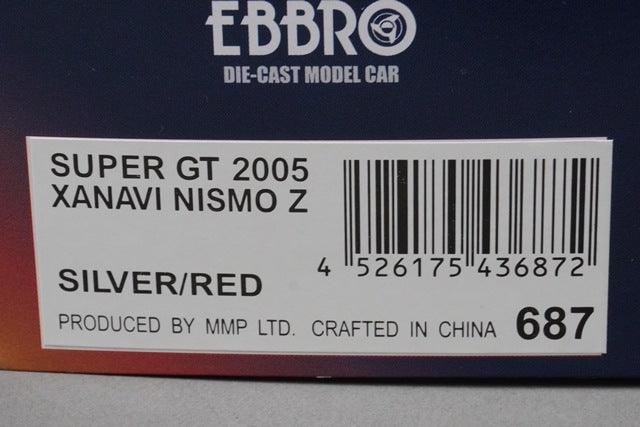 EBBRO
DIE-CAST MODEL CAR
SUPER GT 2005
XANAVI NISMO Z
4 526175 436872
SILVER/RED
PRODUCED BY MMP LTD. CRAFTED IN CHINA 687